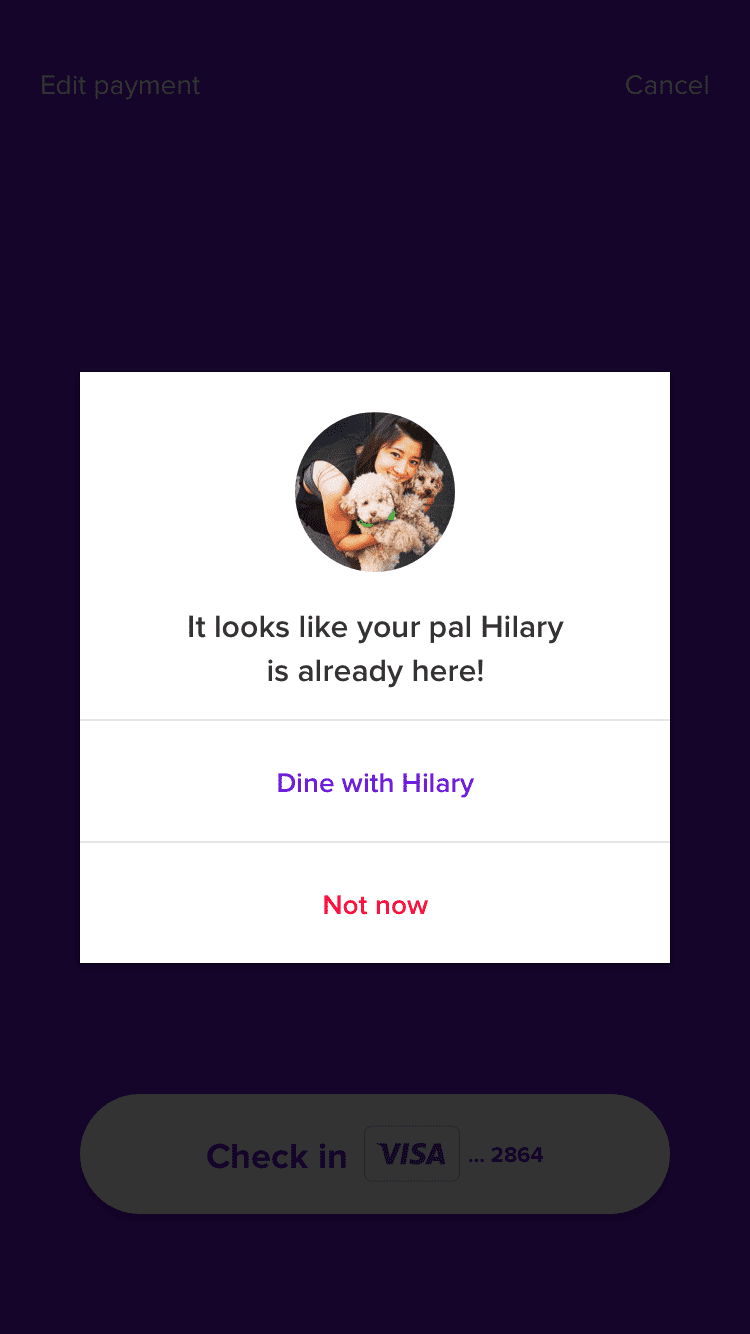 Edit payment
Cancel
It looks like your pal Hilary
is already here!
Dine with Hilary
Not now
Check in VISA ... 2864